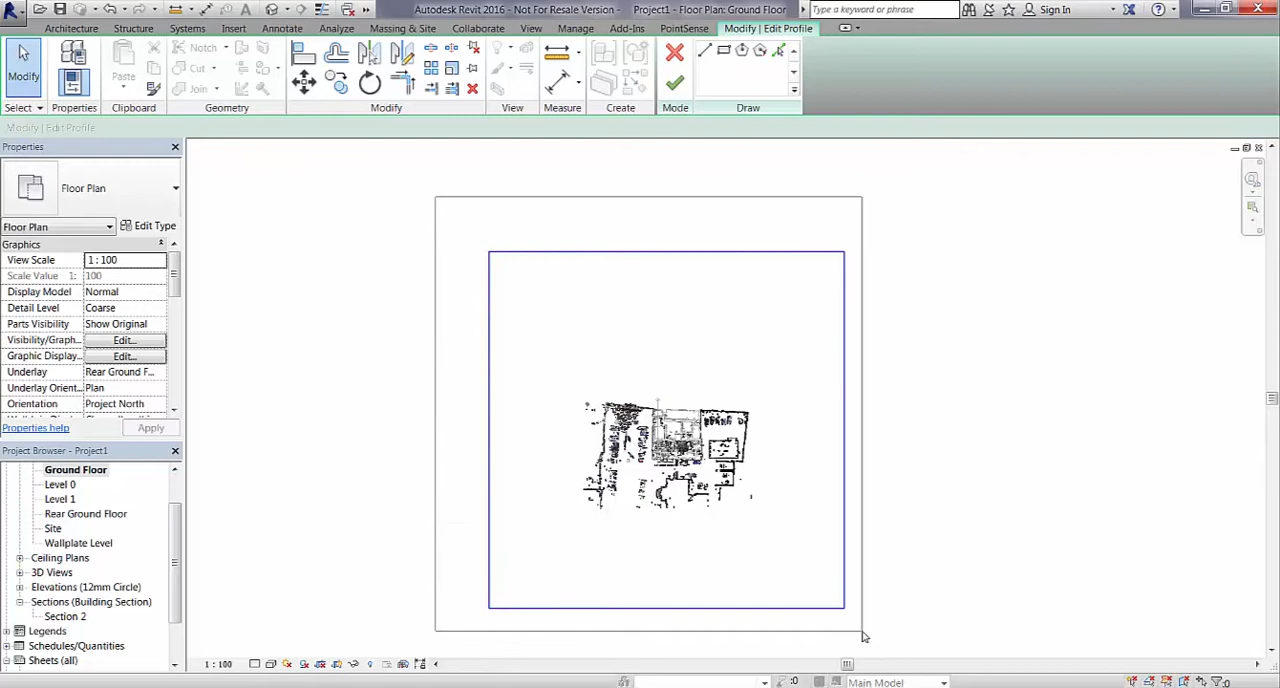 Autodesk Revit 2016 - Not For Resale Version - Project1 - Floor Plan: Ground Floor
Type a keyword or phrase
Sign In
Architecture Structure Systems Insert Annotate Analyze Massing & Site Collaborate View Manage Add-Ins PointSense Modify | Edit Profile
Modify
Paste
Notch
Cut
Join
Select Properties Clipboard Geometry Modify View Measure Create Mode Draw
Modify | Edit Profile
Properties
Floor Plan
Floor Plan Edit Type
Graphics
View Scale 1 : 100
Scale Value 1: 100
Display Model Normal
Detail Level Coarse
Parts Visibility Show Original
Visibility/Graph... Edit...
Graphic Display... Edit...
Underlay Rear Ground F...
Underlay Orien... Plan
Orientation Project North
Properties help Apply
Project Browser - Project1
Ground Floor
Level 0
Level 1
Rear Ground Floor
Site
Wallplate Level
Ceiling Plans
3D Views
Elevations (12mm Circle)
Sections (Building Section)
Section 2
Legends
Schedules/Quantities
Sheets (all)
1 : 100
:0
Main Model
:0